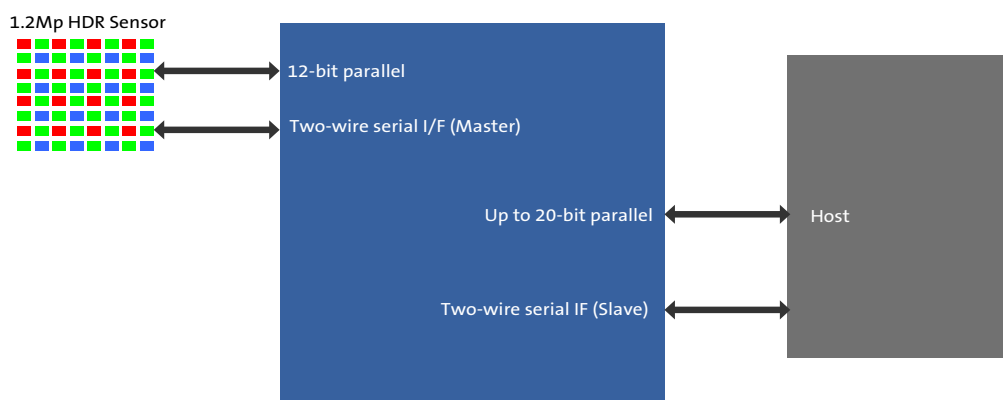 1.2Mp HDR Sensor
12-bit parallel
Two-wire serial I/F (Master)
Up to 20-bit parallel
Host
Two-wire serial IF (Slave)